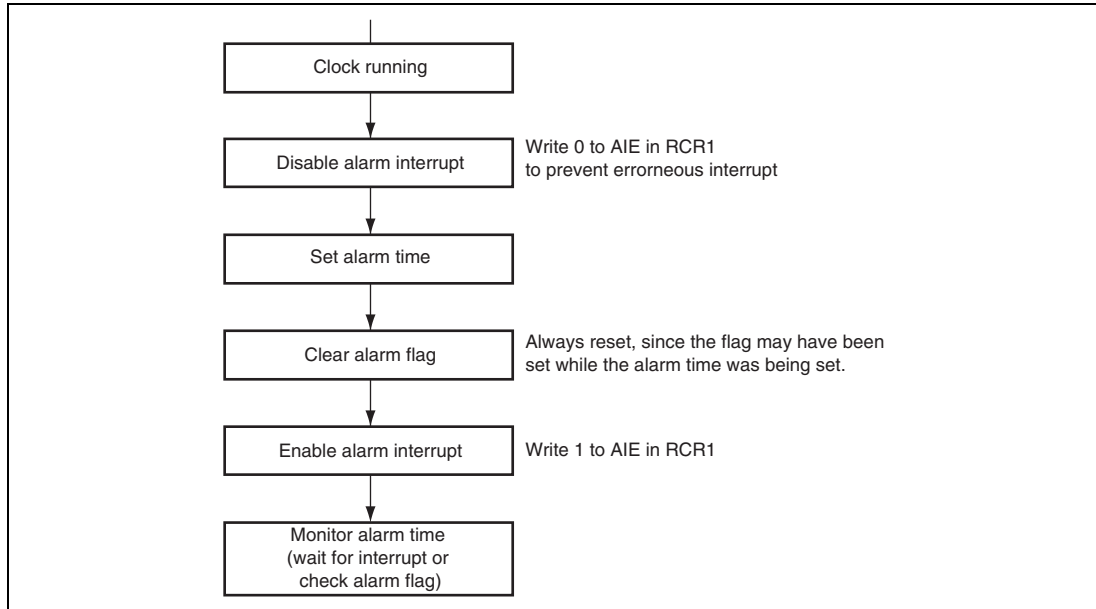 Clock running
Disable alarm interrupt
Write 0 to AIE in RCR1
to prevent errorneous interrupt
Set alarm time
Clear alarm flag
Always reset, since the flag may have been
set while the alarm time was being set.
Enable alarm interrupt
Write 1 to AIE in RCR1
Monitor alarm time
(wait for interrupt or
check alarm flag)